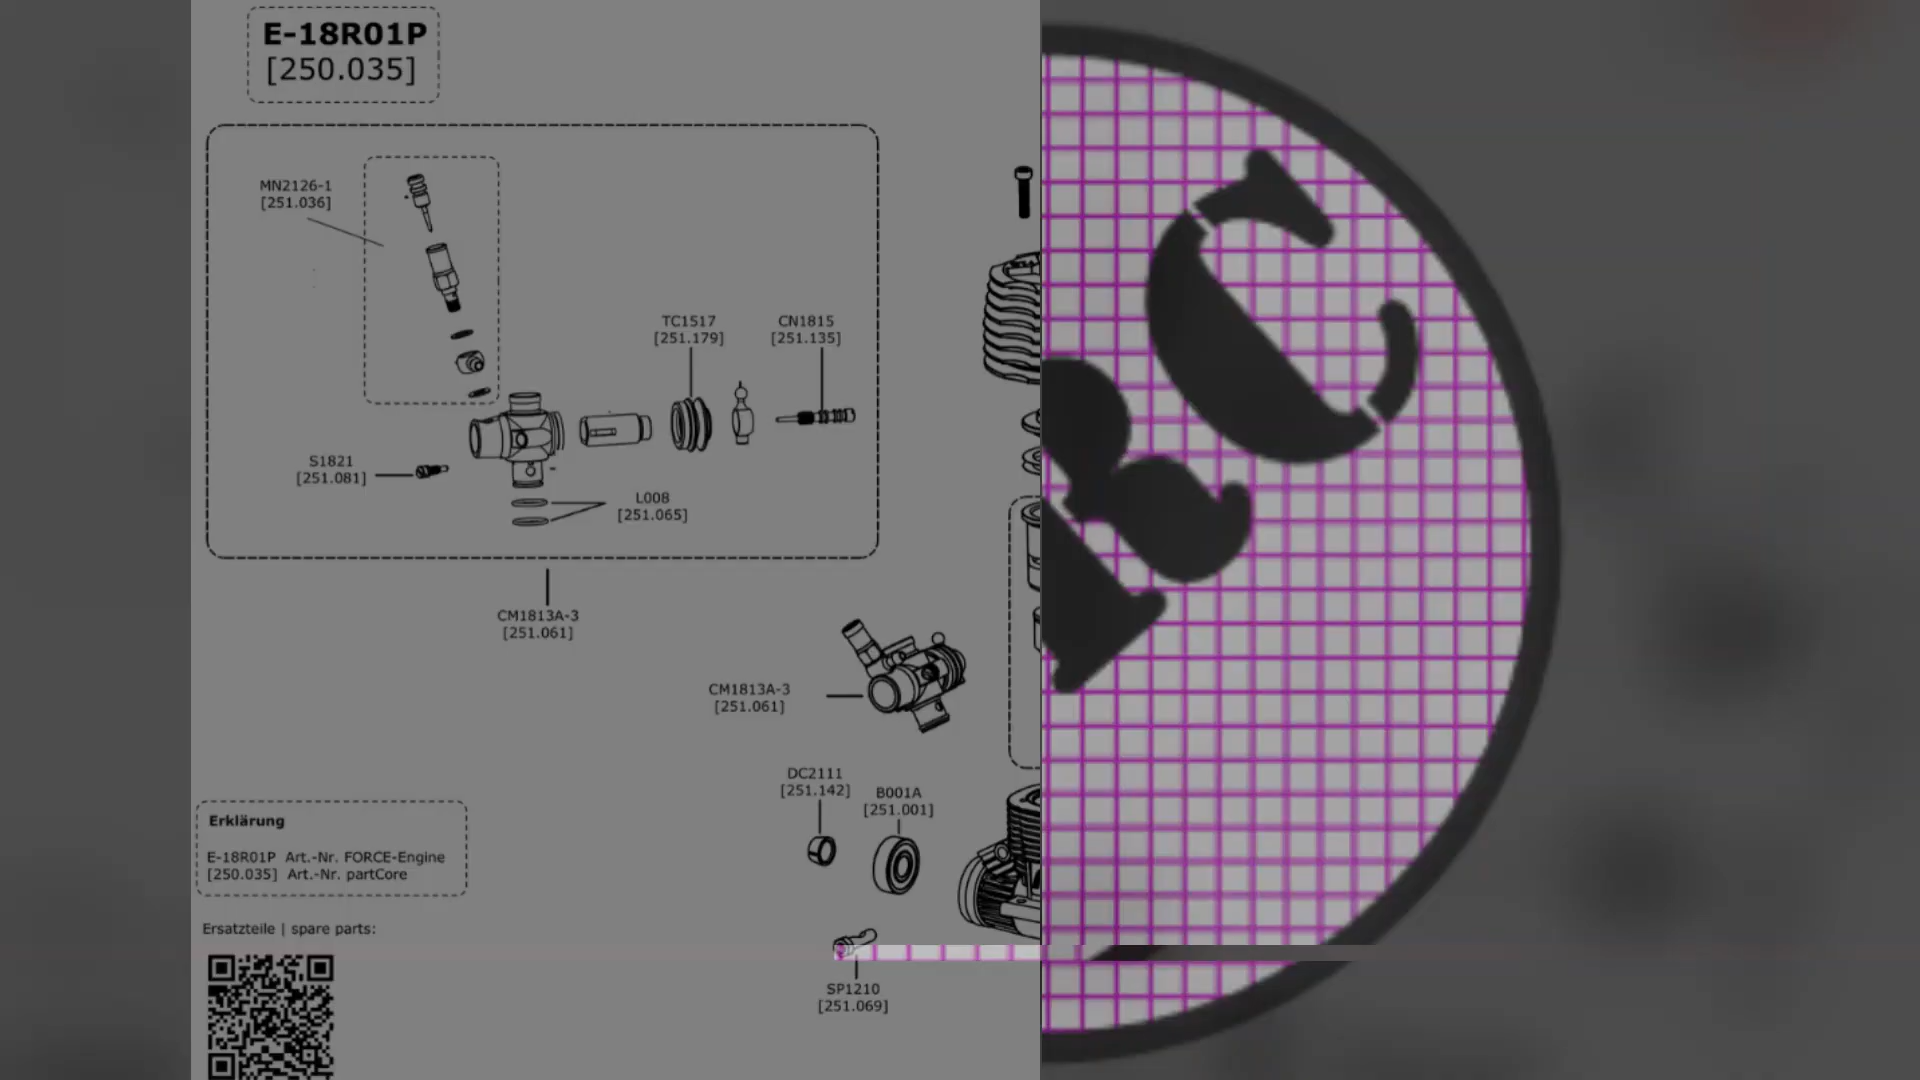 E-18R01P
[250.035]
MN2126-1
[251.036]
TC1517
[251.179]
CN1815
[251.135]
S1821
[251.081]
L008
[251.065]
CM1813A-3
[251.061]
CM1813A-3
[251.061]
DC2111
[251.142]
B001A
[251.001]
Erklärung
E-18R01P Art.-Nr. FORCE-Engine
[250.035] Art.-Nr. partCore
Ersatzteile | spare parts:
SP1210
[251.069]